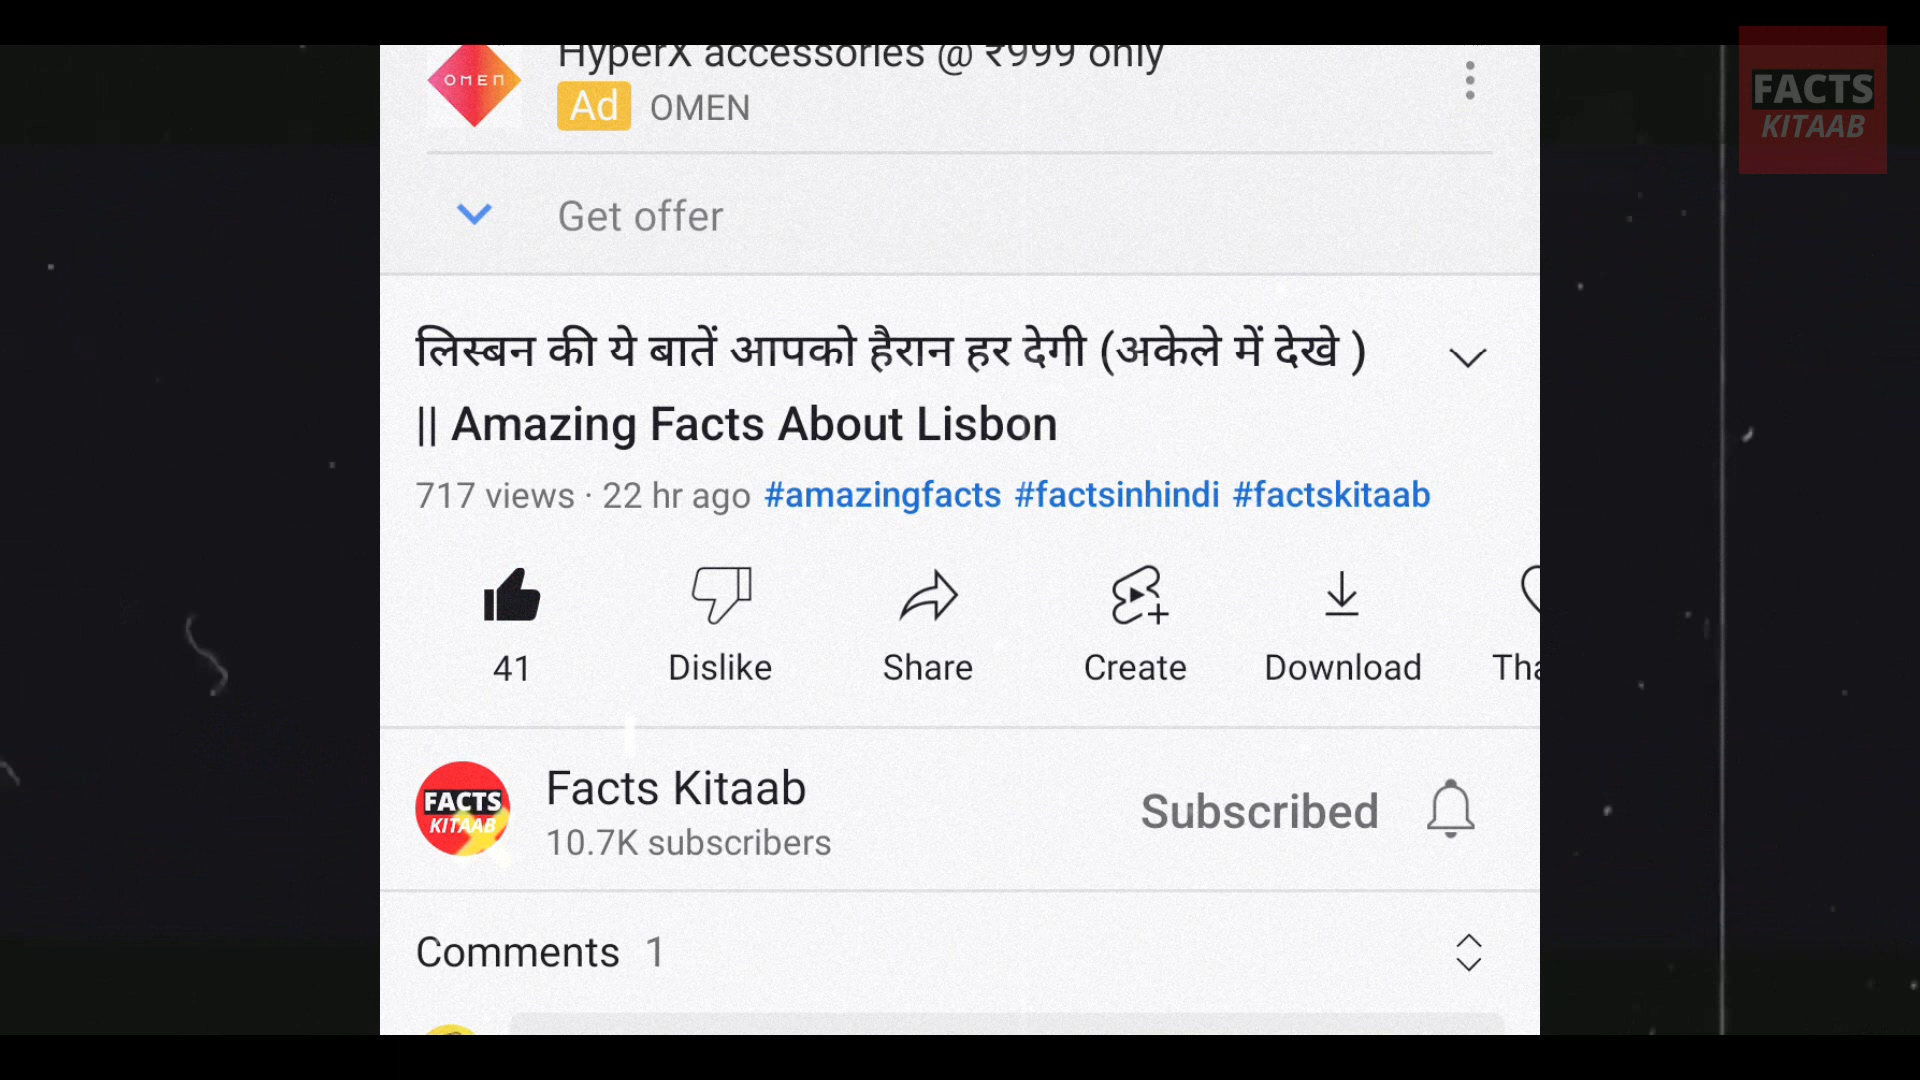 HyperX accessories @ ₹999 only
OMEN
Ad OMEN
Get offer
लिस्बन की ये बातें आपको हैरान हर देगी (अकेले में देखे )
|| Amazing Facts About Lisbon
717 views · 22 hr ago #amazingfacts #factsinhindi #factskitaab
41 Dislike Share Create Download Tha
FACTS
KITAAB
Facts Kitaab
10.7K subscribers
Subscribed
Comments 1
FACTS
KITAAB